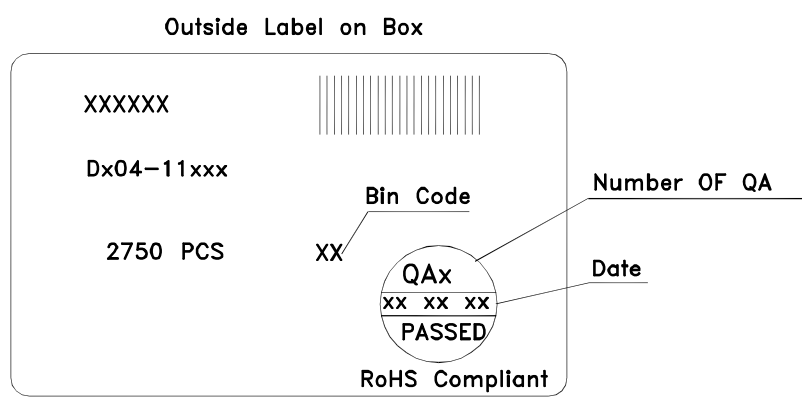 Outside Label on Box
XXXXXX
Dx04-11xxx
Bin Code
Number OF QA
2750 PCS
XX
QAx
Date
xx xx xx
PASSED
RoHS Compliant